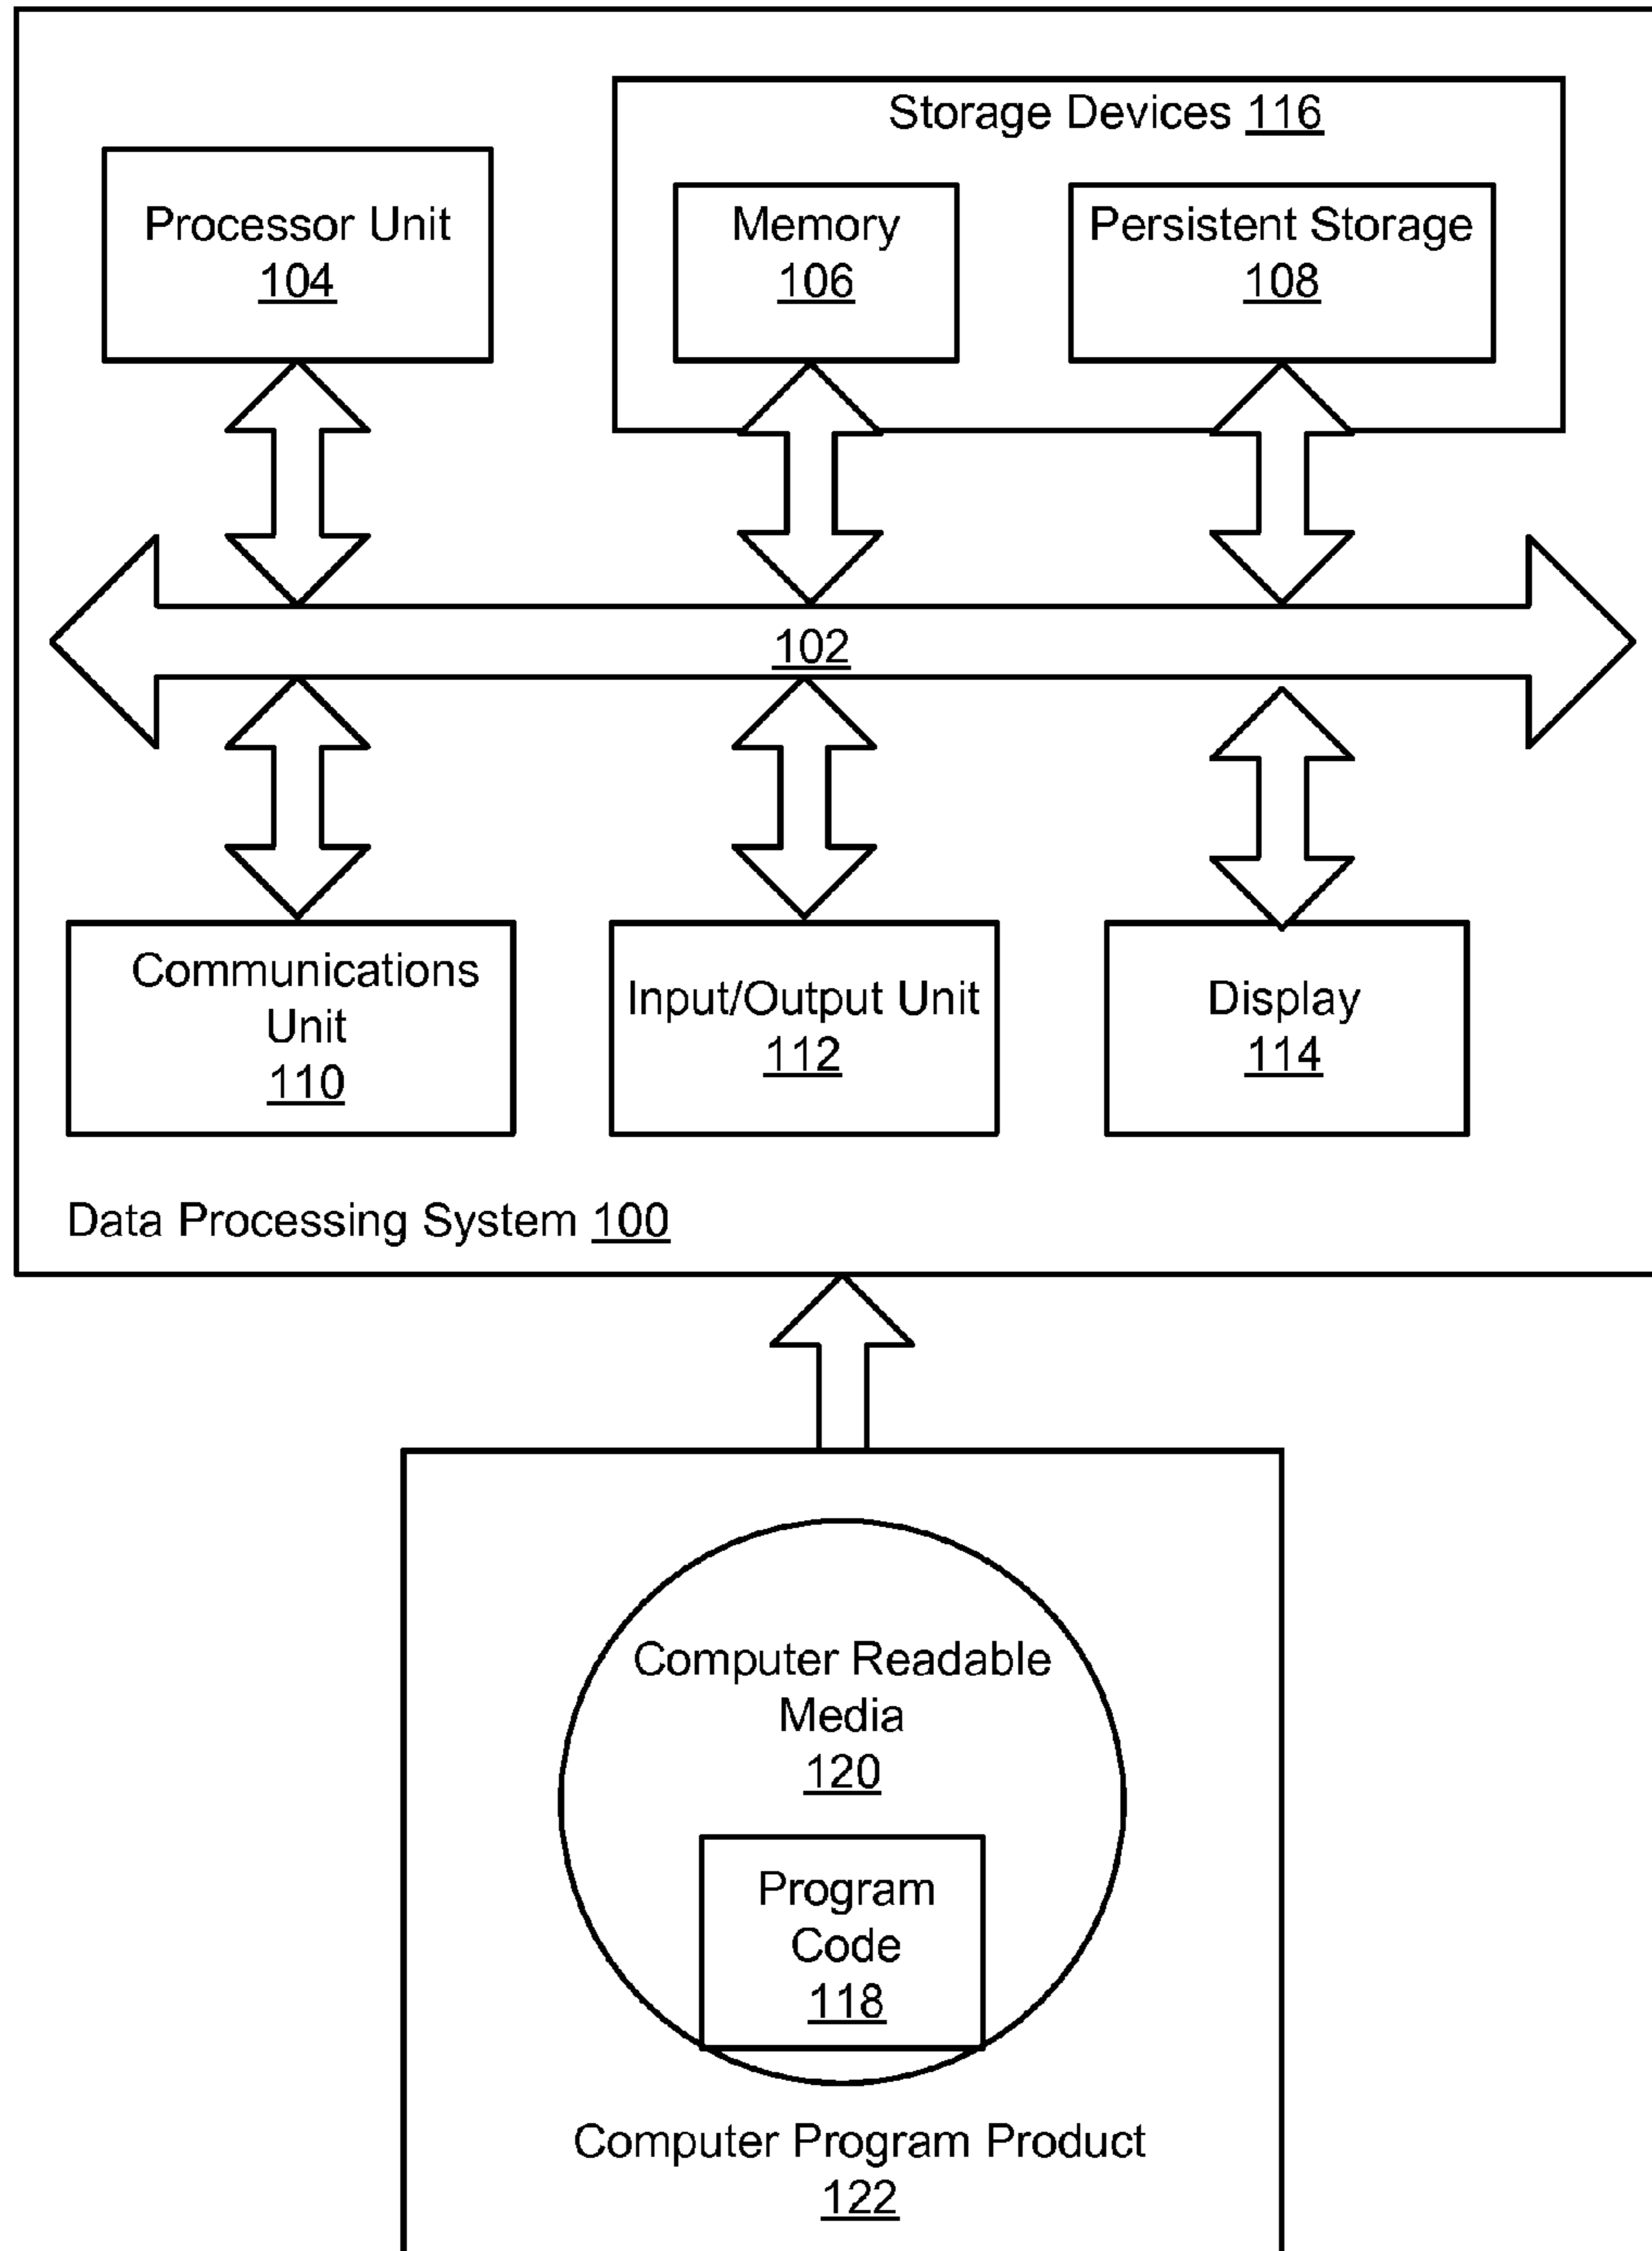 Storage Devices 116
Processor Unit
104
Memory
106
Persistent Storage
108
102
Communications
Unit
110
Input/Output Unit
112
Display
114
Data Processing System 100
Computer Readable
Media
120
Program
Code
118
Computer Program Product
122